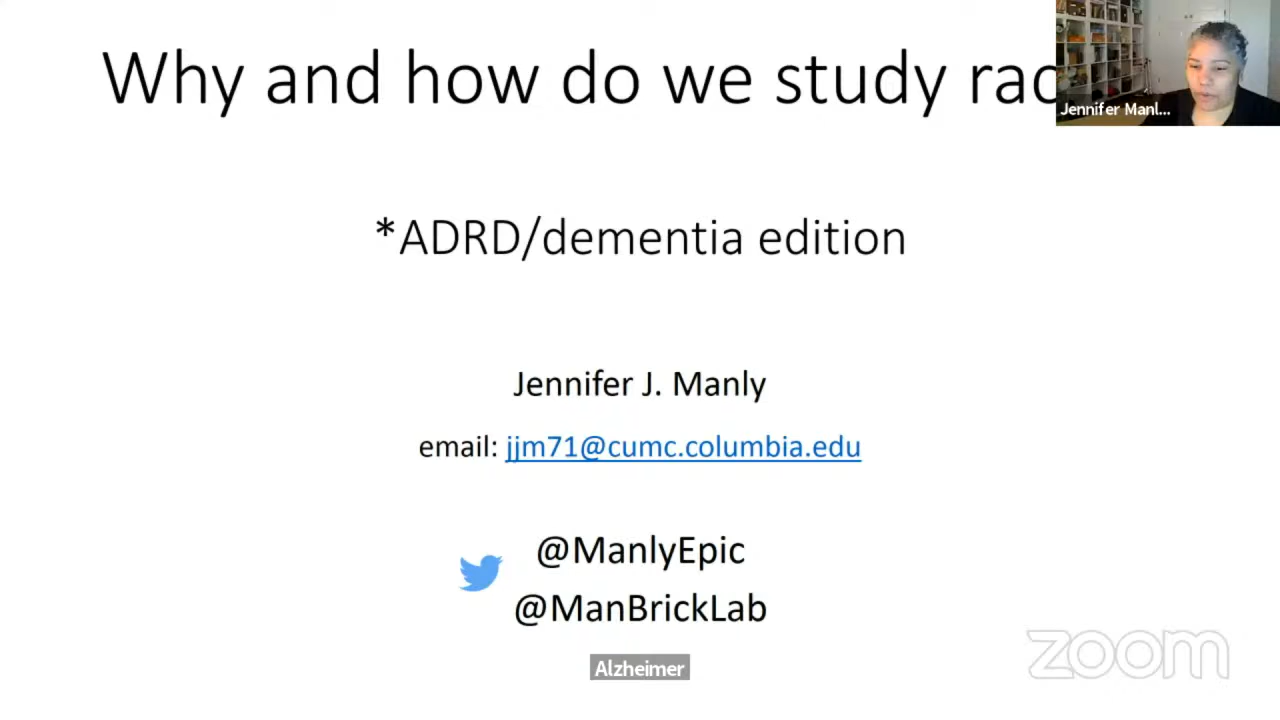 Why and how do we study rac
Jennifer Manl...
*ADRD/dementia edition
Jennifer J. Manly
email: jjm71@cumc.columbia.edu
@ManlyEpic
@ManBrickLab
Alzheimer
zoom